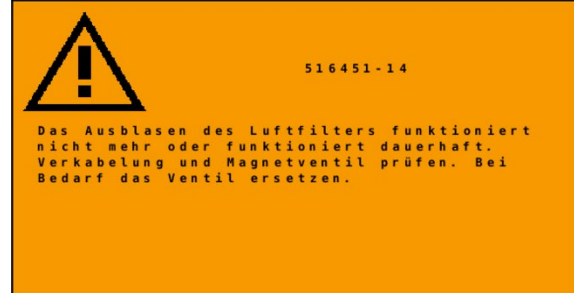 516451-14
Das Ausblasen des Luftfilters funktioniert
nicht mehr oder funktioniert dauerhaft.
Verkabelung und Magnetventil prüfen. Bei
Bedarf das Ventil ersetzen.